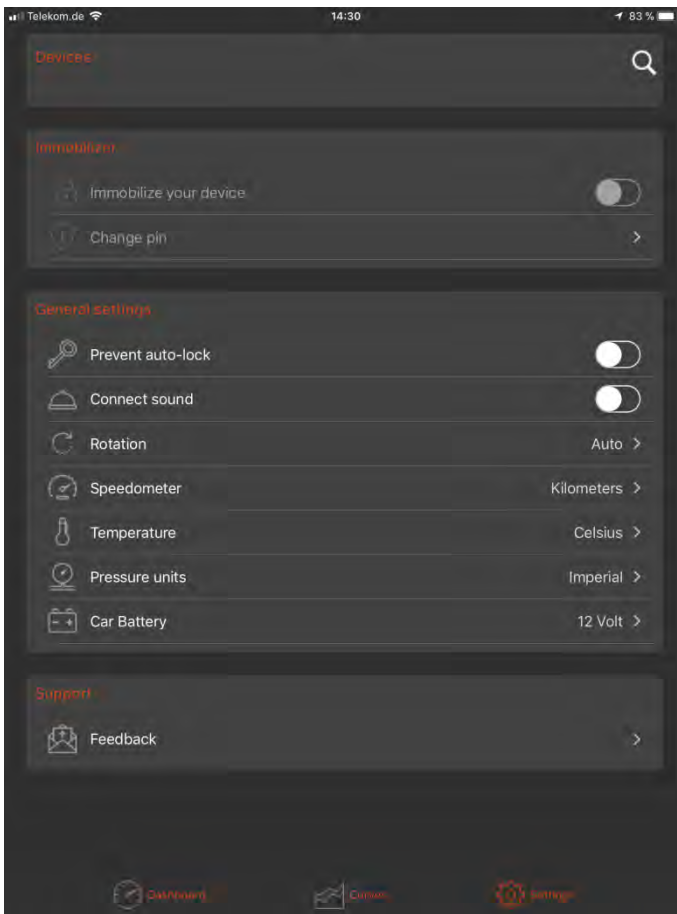 Telekom.de 14:30 83 %
Devices
Immobilizer
Immobilize your device
Change pin
General settings
Prevent auto-lock
Connect sound
Rotation Auto
Speedometer Kilometers
Temperature Celsius
Pressure units Imperial
Car Battery 12 Volt
Support
Feedback
Dashboard Curves Settings